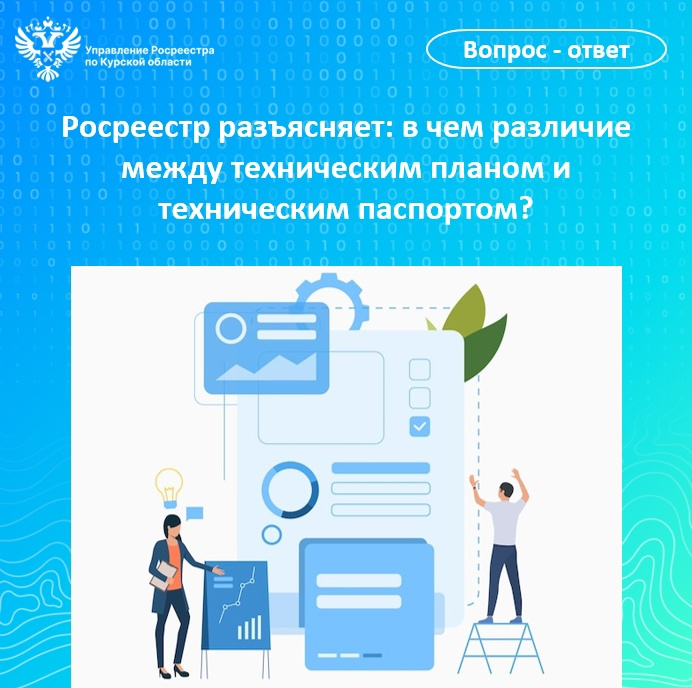 Управление Росреестра
по Курской области
Вопрос - ответ
Росреестр разъясняет: в чем различие
между техническим планом и
техническим паспортом?